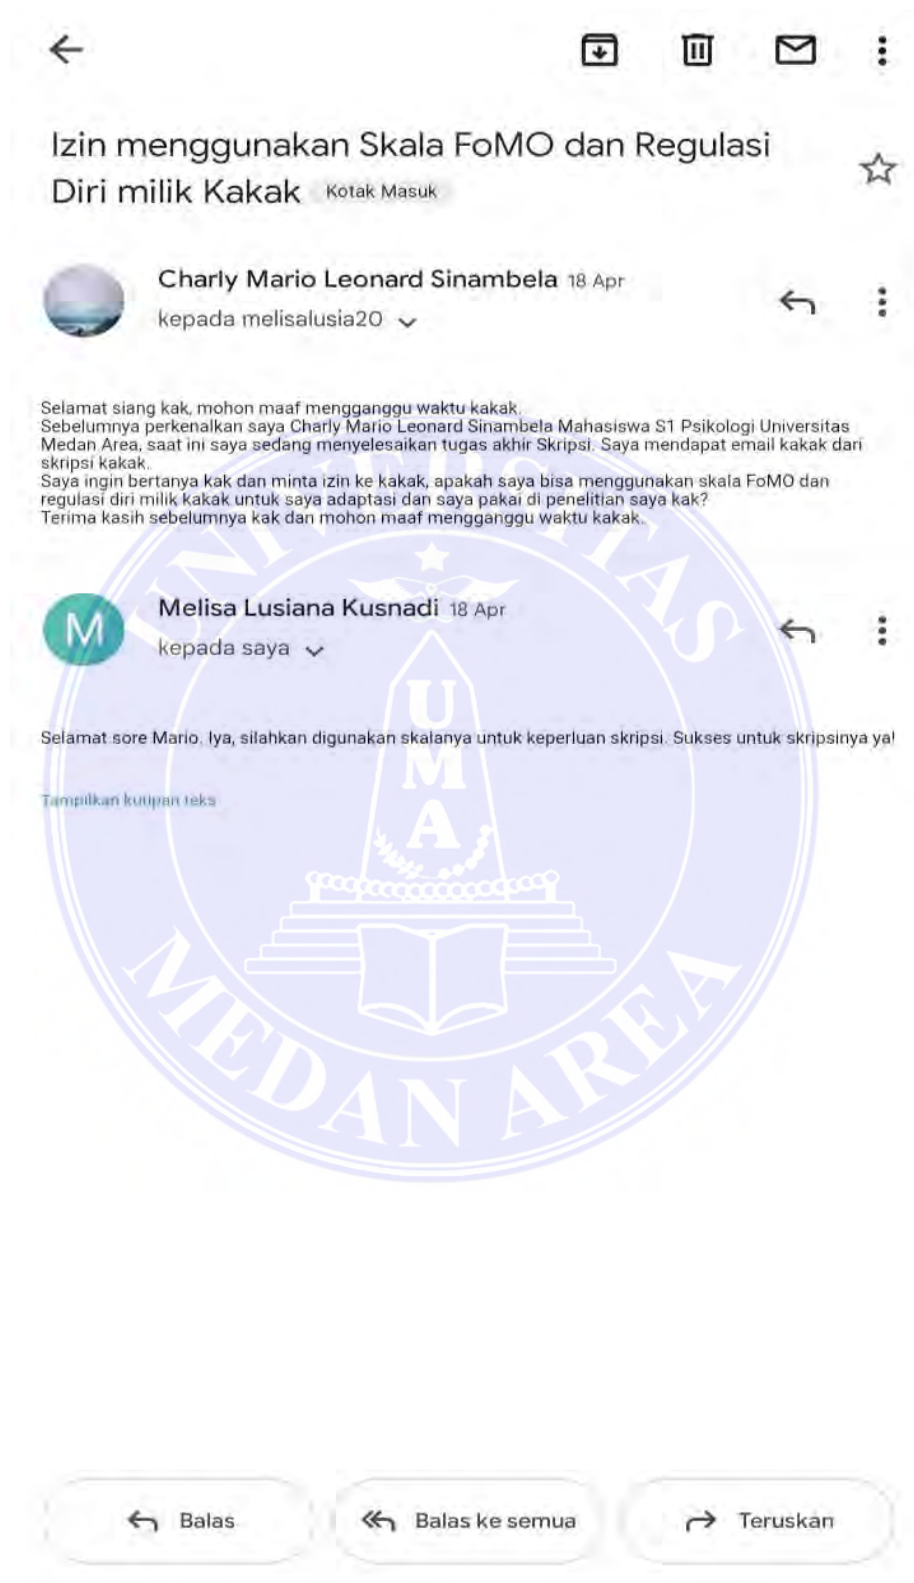 Izin menggunakan Skala FoMO dan Regulasi
Diri milik Kakak Kotak Masuk
Charly Mario Leonard Sinambela 18 Apr
kepada melisalusia20
Selamat siang kak, mohon maaf mengganggu waktu kakak.
Sebelumnya perkenalkan saya Charly Mario Leonard Sinambela Mahasiswa S1 Psikologi Universitas
Medan Area, saat ini saya sedang menyelesaikan tugas akhir Skripsi. Saya mendapat email kakak dari
skripsi kakak.
Saya ingin bertanya kak dan minta izin ke kakak, apakah saya bisa menggunakan skala FoMO dan
regulasi diri milik kakak untuk saya adaptasi dan saya pakai di penelitian saya kak?
Terima kasih sebelumnya kak dan mohon maaf mengganggu waktu kakak.
M
Melisa Lusiana Kusnadi 18 Apr
kepada saya
Selamat sore Mario. Iya, silahkan digunakan skalanya untuk keperluan skripsi. Sukses untuk skripsinya ya!
Tampilkan kutipan teks
UNIVERSITAS
UMA
MEDAN AREA
Balas
Balas ke semua
Teruskan